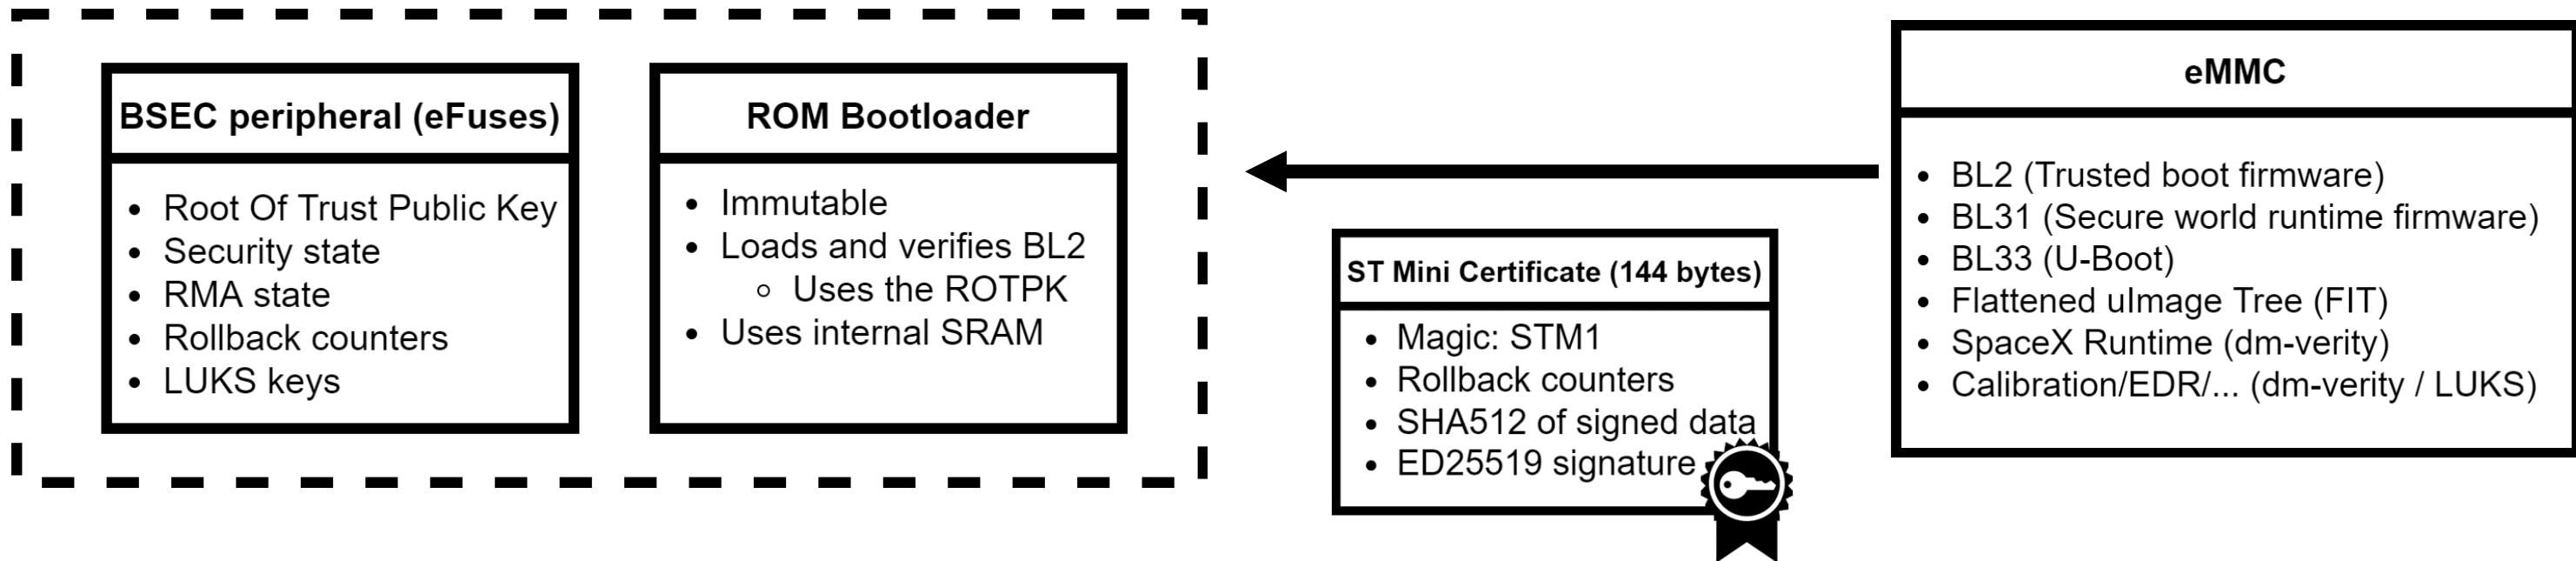 BSEC peripheral (eFuses)
• Root Of Trust Public Key
• Security state
• RMA state
• Rollback counters
• LUKS keys
ROM Bootloader
• Immutable
• Loads and verifies BL2
○ Uses the ROTPK
• Uses internal SRAM
ST Mini Certificate (144 bytes)
• Magic: STM1
• Rollback counters
• SHA512 of signed data
• ED25519 signature
eMMC
• BL2 (Trusted boot firmware)
• BL31 (Secure world runtime firmware)
• BL33 (U-Boot)
• Flattened uImage Tree (FIT)
• SpaceX Runtime (dm-verity)
• Calibration/EDR/... (dm-verity / LUKS)